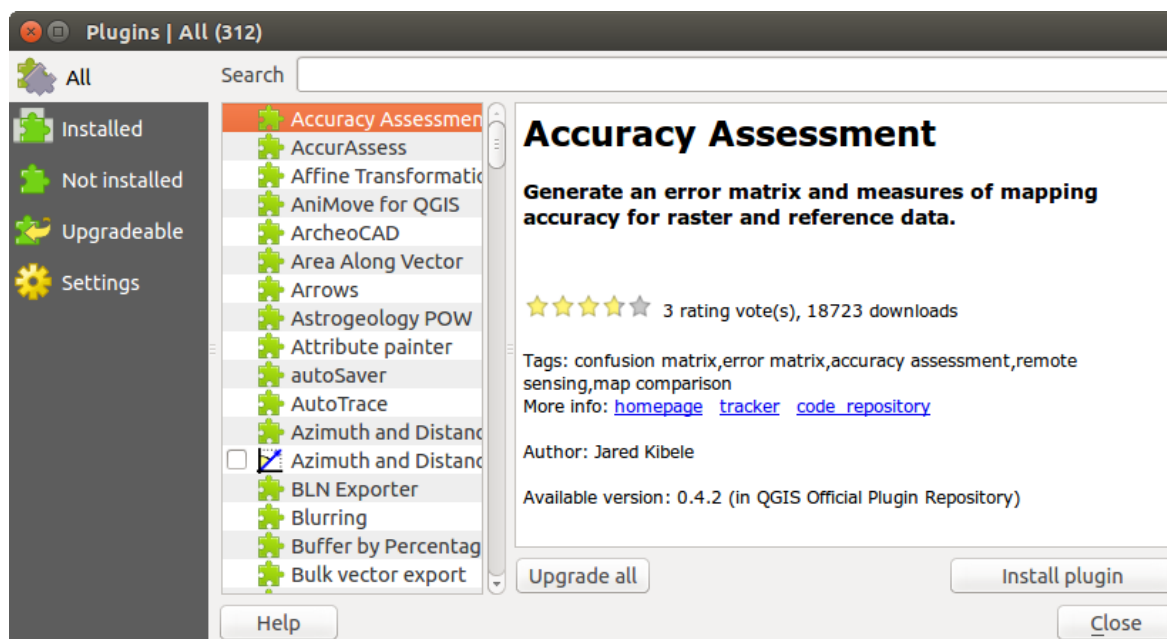 Plugins | All (312)
All
Installed
Not installed
Upgradeable
Settings
Search
Accuracy Assessmen
AccurAssess
Affine Transformatic
AniMove for QGIS
ArcheoCAD
Area Along Vector
Arrows
Astrogeology POW
Attribute painter
autoSaver
AutoTrace
Azimuth and Distanc
Azimuth and Distanc
BLN Exporter
Blurring
Buffer by Percentag
Bulk vector export
Accuracy Assessment
Generate an error matrix and measures of mapping
accuracy for raster and reference data.
3 rating vote(s), 18723 downloads
Tags: confusion matrix,error matrix,accuracy assessment,remote
sensing,map comparison
More info: homepage tracker code_repository
Author: Jared Kibele
Available version: 0.4.2 (in QGIS Official Plugin Repository)
Upgrade all
Install plugin
Help
Close